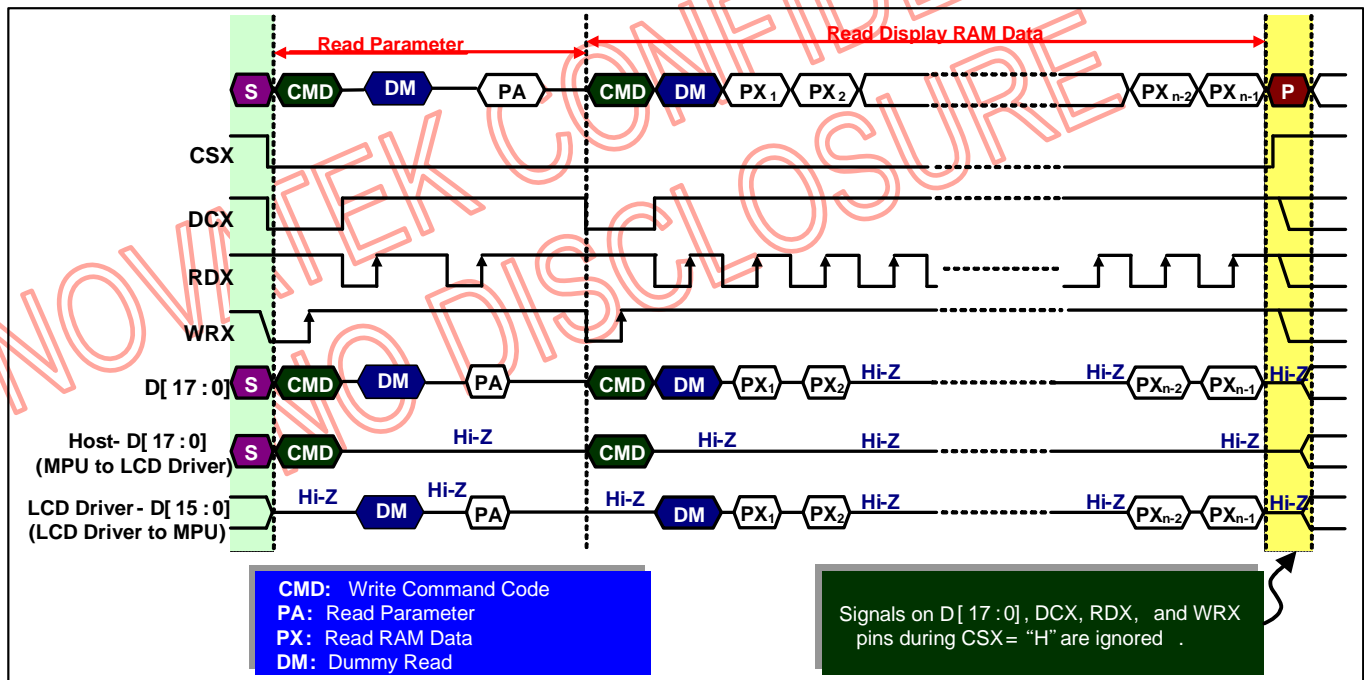 NOVATEK CONFIDE
NO DISCLOSURE
Read Parameter
Read Display RAM Data
S CMD DM PA CMD DM PX1 PX2 PXn-2 PXn-1 P
CSX
DCX
RDX
WRX
D[17:0] S CMD DM PA CMD DM PX1 PX2 Hi-Z Hi-Z PXn-2 PXn-1 Hi-Z
Host- D[17:0]
(MPU to LCD Driver)
S CMD Hi-Z CMD Hi-Z Hi-Z Hi-Z
LCD Driver - D[15:0]
(LCD Driver to MPU)
Hi-Z DM Hi-Z PA Hi-Z DM PX1 PX2 Hi-Z Hi-Z PXn-2 PXn-1 Hi-Z
CMD: Write Command Code
PA: Read Parameter
PX: Read RAM Data
DM: Dummy Read
Signals on D[17:0], DCX, RDX, and WRX
pins during CSX= “H” are ignored .